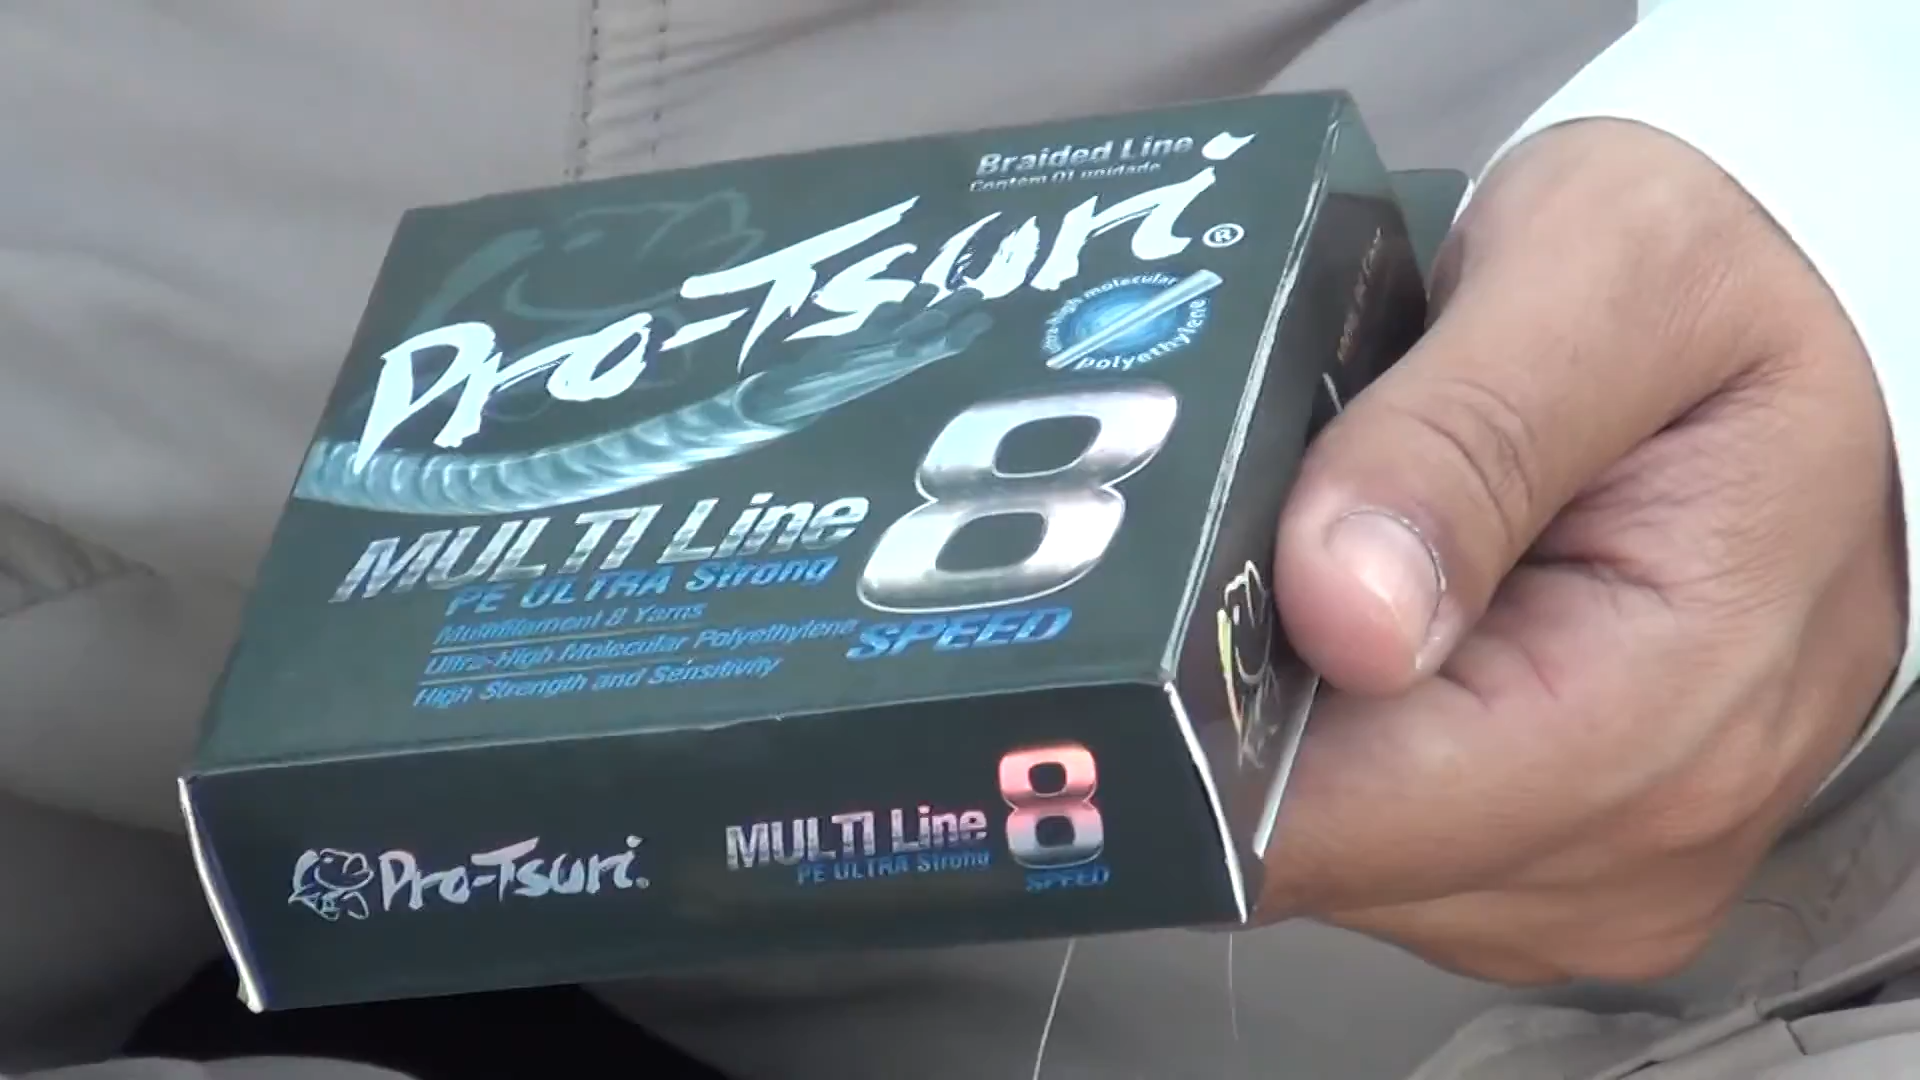 Braided Line
Contém 01 unidade
Pro-Tsuri®
Ultra-high molecular
polyethylene
8
MULTI Line
PE ULTRA Strong
Multifilament 8 Yarns
Ultra-High Molecular Polyethylene
High Strength and Sensitivity
SPEED
Pro-Tsuri
MULTI Line 8
PE ULTRA Strong
SPEED